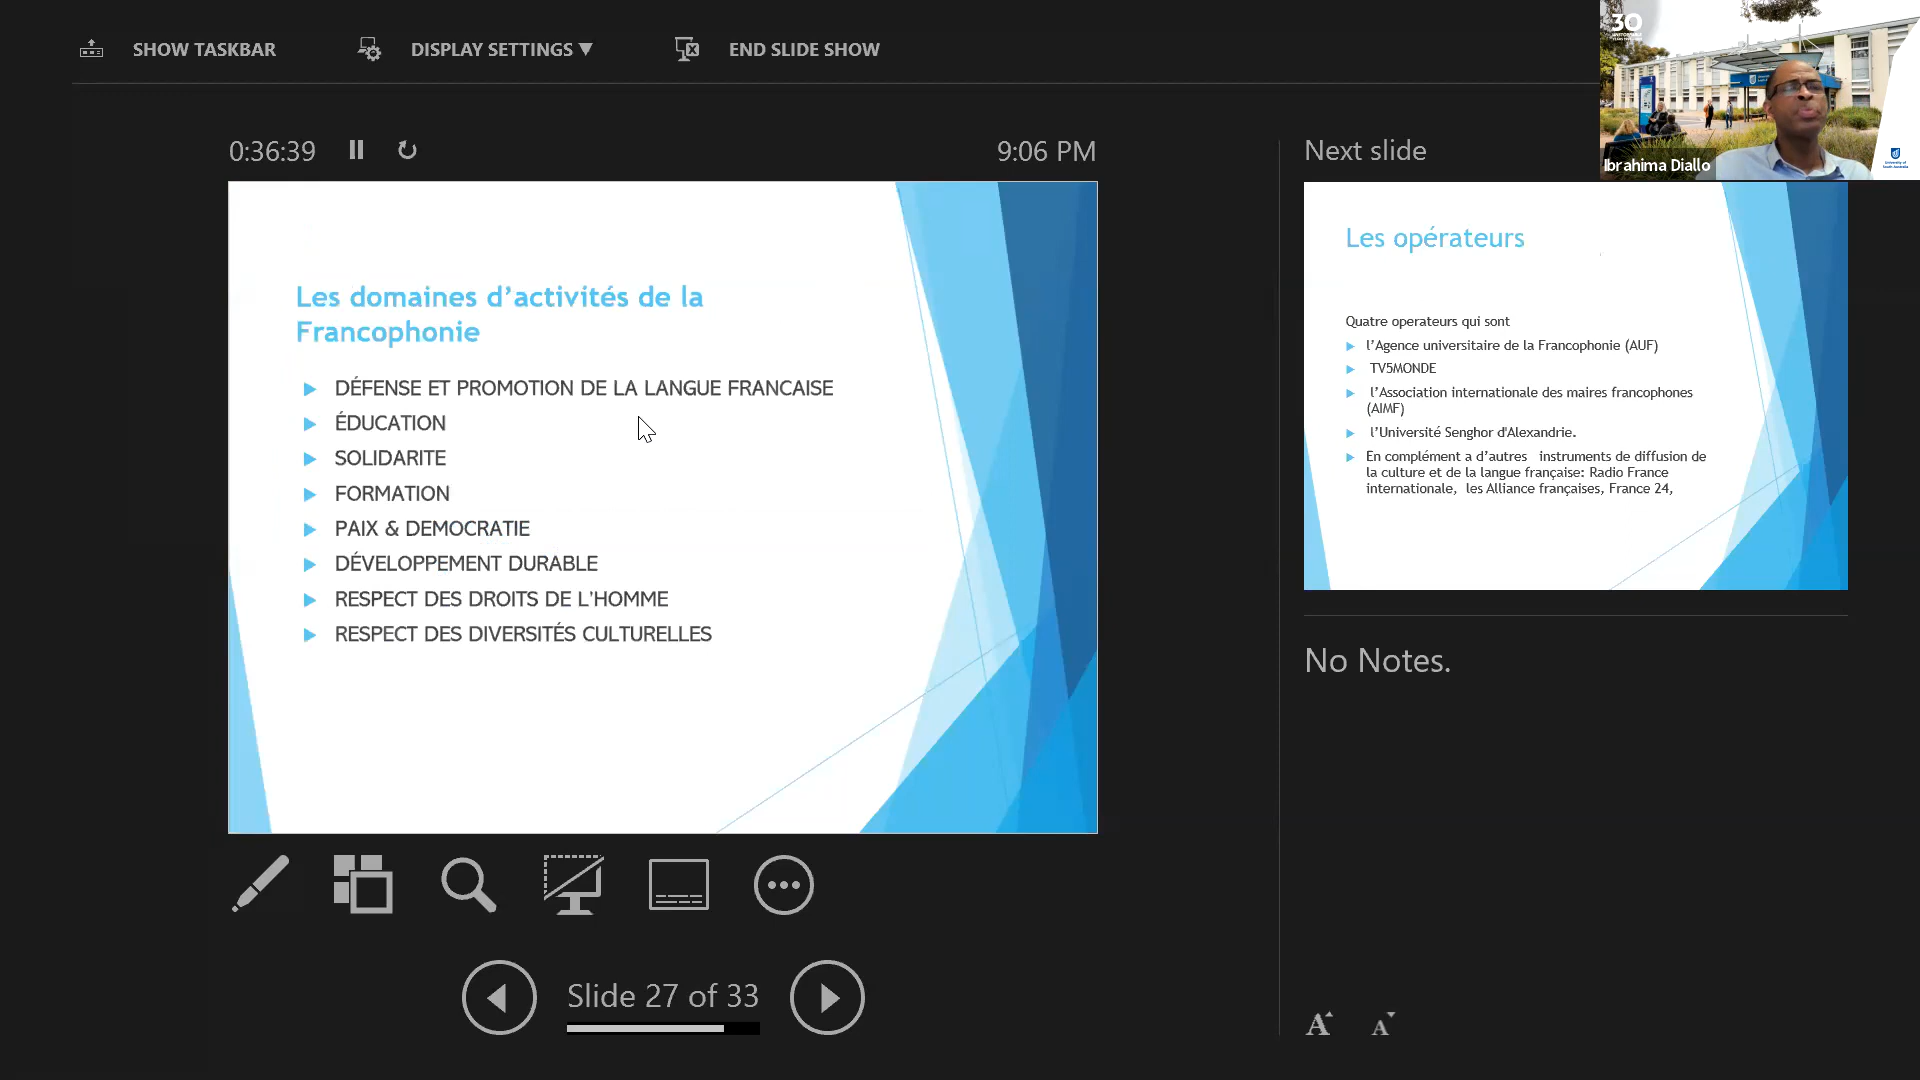 SHOW TASKBAR
DISPLAY SETTINGS ▼
END SLIDE SHOW
30
0:36:39
9:06 PM
Next slide
Ibrahima Diallo
Les domaines d’activités de la
Francophonie
DÉFENSE ET PROMOTION DE LA LANGUE FRANCAISE
ÉDUCATION
SOLIDARITE
FORMATION
PAIX & DEMOCRATIE
DÉVELOPPEMENT DURABLE
RESPECT DES DROITS DE L’HOMME
RESPECT DES DIVERSITÉS CULTURELLES
Les opérateurs
Quatre operateurs qui sont
l’Agence universitaire de la Francophonie (AUF)
TV5MONDE
l’Association internationale des maires francophones
(AIMF)
l’Université Senghor d'Alexandrie.
En complément a d’autres instruments de diffusion de
la culture et de la langue française: Radio France
internationale, les Alliance françaises, France 24,
No Notes.
Slide 27 of 33
A A